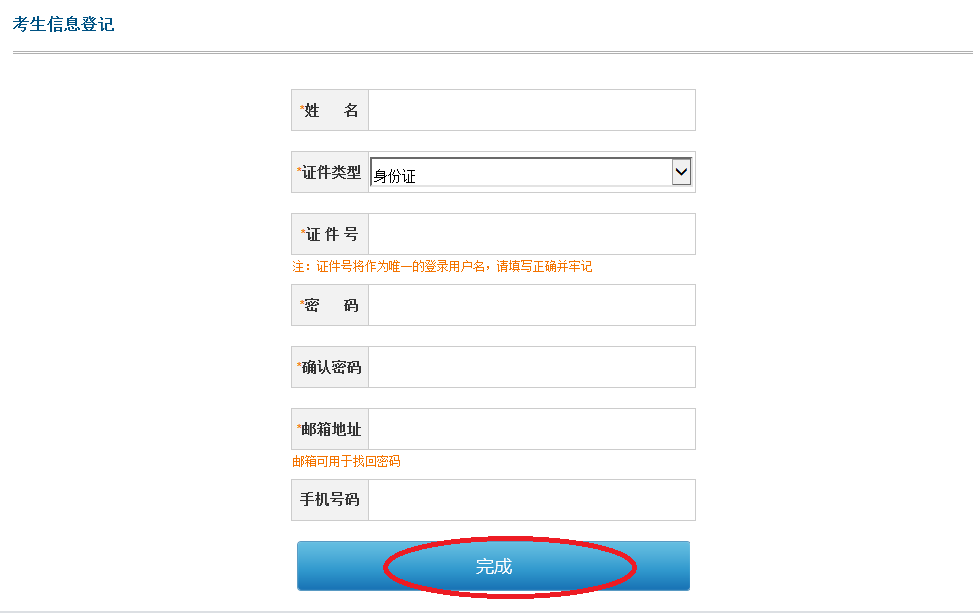 考生信息登记
*姓 名
*证件类型 身份证
*证 件 号
注：证件号将作为唯一的登录用户名，请填写正确并牢记
*密 码
*确认密码
*邮箱地址
邮箱可用于找回密码
手机号码
完成